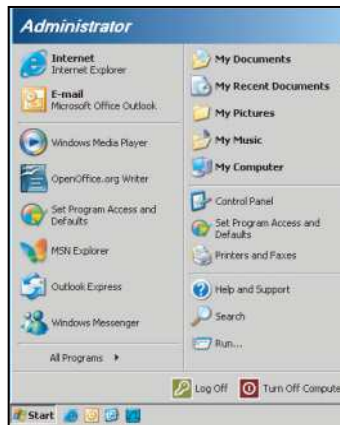 Administrator
Internet
Internet Explorer
E-mail
Microsoft Office Outlook
Windows Media Player
OpenOffice.org Writer
Set Program Access and
Defaults
MSN Explorer
Outlook Express
Windows Messenger
All Programs
My Documents
My Recent Documents
My Pictures
My Music
My Computer
Control Panel
Set Program Access and
Defaults
Printers and Faxes
Help and Support
Search
Run...
Log Off
Turn Off Compute
Start